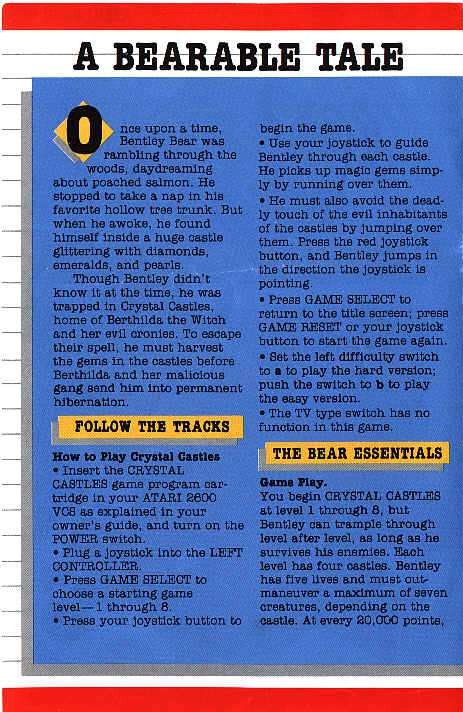 A BEARABLE TALE
Once upon a time,
Bentley Bear was
rambling through the
woods, daydreaming
about poached salmon. He
stopped to take a nap in his
favorite hollow tree trunk. But
when he awoke, he found
himself inside a huge castle
glittering with diamonds,
emeralds, and pearls.
Though Bentley didn't
know it at the time, he was
trapped in Crystal Castles,
home of Berthilda the Witch
and her evil cronies. To escape
their spell, he must harvest
the gems in the castles before
Berthilda and her malicious
gang send him into permanent
hibernation.
FOLLOW THE TRACKS
How to Play Crystal Castles
• Insert the CRYSTAL
CASTLES game program car-
tridge in your ATARI 2600
VCS as explained in your
owner's guide, and turn on the
POWER switch.
• Plug a joystick into the LEFT
CONTROLLER.
• Press GAME SELECT to
choose a starting game
level—1 through 8.
• Press your joystick button to
begin the game.
• Use your joystick to guide
Bentley through each castle.
He picks up magic gems simp-
ly by running over them.
• He must also avoid the dead-
ly touch of the evil inhabitants
of the castles by jumping over
them. Press the red joystick
button, and Bentley jumps in
the direction the joystick is
pointing.
• Press GAME SELECT to
return to the title screen; press
GAME RESET or your joystick
button to start the game again.
• Set the left difficulty switch
to a to play the hard version;
push the switch to b to play
the easy version.
• The TV type switch has no
function in this game.
THE BEAR ESSENTIALS
Game Play.
You begin CRYSTAL CASTLES
at level 1 through 8, but
Bentley can trample through
level after level, as long as he
survives his enemies. Each
level has four castles. Bentley
has five lives and must out-
maneuver a maximum of seven
creatures, depending on the
castle. At every 20,000 points,